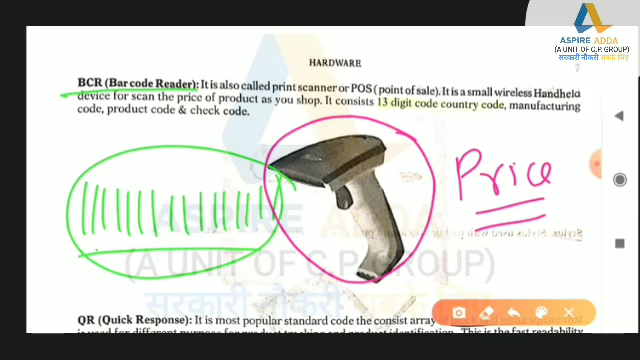 ASPIRE ADDA
(A UNIT OF C.P. GROUP)
सरकारी नौकरी सबके लिए
HARDWARE
7
BCR (Bar code Reader): It is also called print scanner or POS (point of sale). It is a small wireless Handheld
device for scan the price of product as you shop. It consists 13 digit code country code, manufacturing
code, product code & check code.
Price
ASPIRE ADDA
(A UNIT OF C.P. GROUP)
सरकारी नौकरी सबके लिए
QR (Quick Response): It is most popular standard code the consist array of
is used for different purpose for product tracking and product identification. This is the fast readability